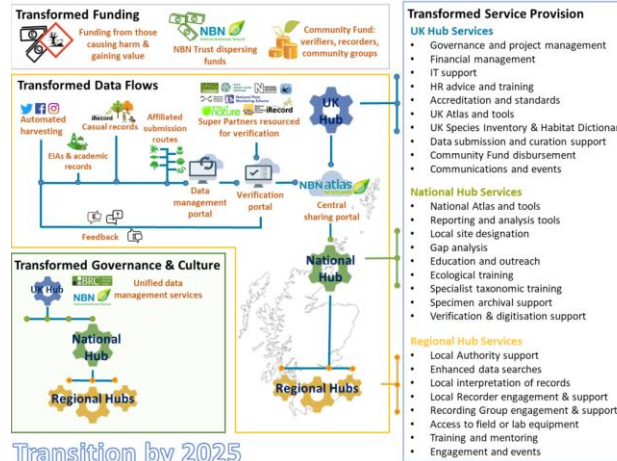 Transformed Funding
Funding from those
causing harm &
gaining value
NBN
NBN Trust dispersing
funds
Community Fund:
verifiers, recorders,
community groups
Transformed Data Flows
Automated
harvesting
iRecord
Casual records
EIAs & academic
records
Affiliated
submission
routes
nature
iRecord
Super Partners resourced
for verification
UK
Hub
Data
management
portal
Verification
portal
NBN atlas
Central
sharing portal
Feedback
Transformed Governance & Culture
UK Hub
BRC
NBN
Unified data
management services
National
Hub
Regional Hubs
National
Hub
Regional Hubs
Transition by 2025
Transformed Service Provision
UK Hub Services
• Governance and project management
• Financial management
• IT support
• HR advice and training
• Accreditation and standards
• UK Atlas and tools
• UK Species Inventory & Habitat Dictionar
• Data submission and curation support
• Community Fund disbursement
• Communications and events
National Hub Services
• National Atlas and tools
• Reporting and analysis tools
• Local site designation
• Gap analysis
• Education and outreach
• Ecological training
• Specialist taxonomic training
• Specimen archival support
• Verification & digitisation support
Regional Hub Services
• Local Authority support
• Enhanced data searches
• Local interpretation of records
• Local Recorder engagement & support
• Recording Group engagement & support
• Access to field or lab equipment
• Training and mentoring
• Engagement and events